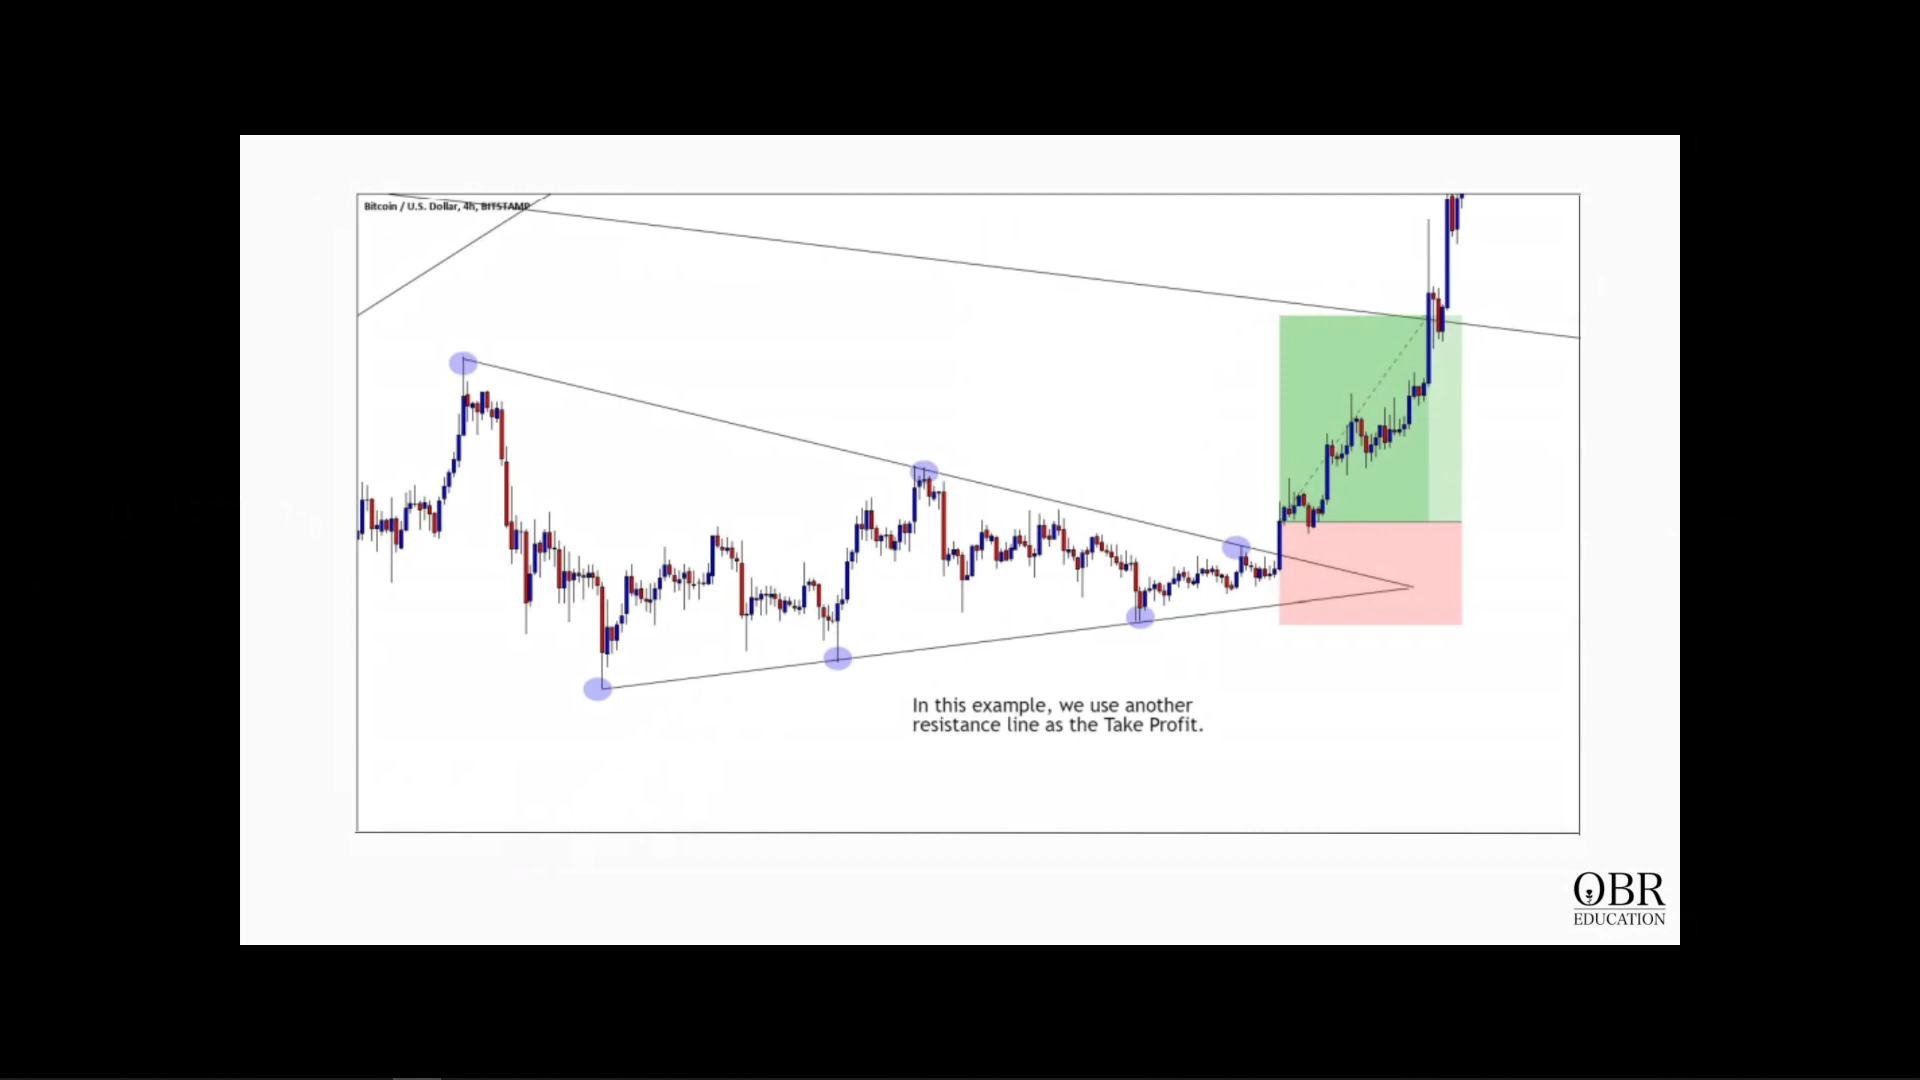 Bitcoin / U.S. Dollar, 4h, BITSTAMP
In this example, we use another
resistance line as the Take Profit.
OBR
EDUCATION